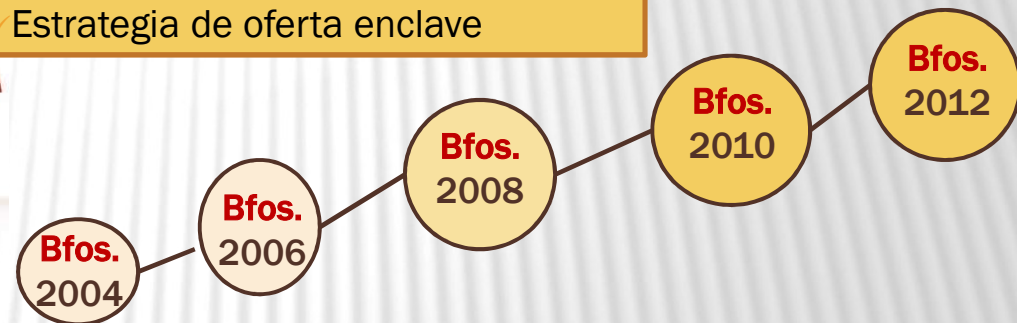 Estrategia de oferta enclave
Bfos.
2004
Bfos.
2006
Bfos.
2008
Bfos.
2010
Bfos.
2012